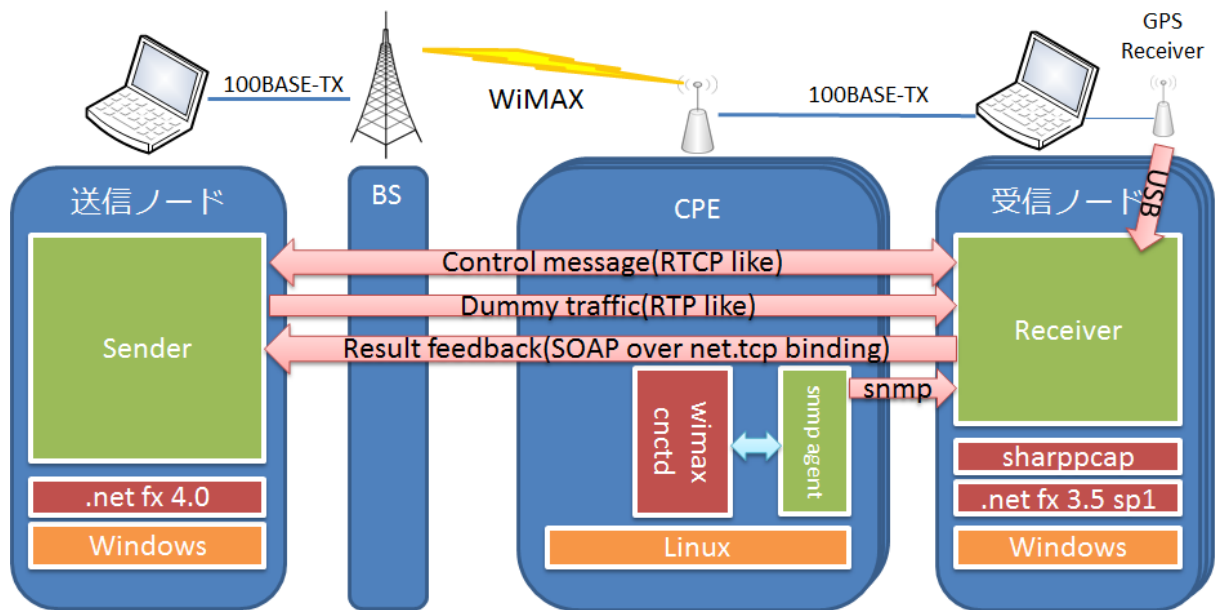 GPS
Receiver
100BASE-TX
WiMAX
100BASE-TX
USB
送信ノード
BS
CPE
受信ノード
Control message(RTCP like)
Dummy traffic(RTP like)
Sender
Receiver
Result feedback(SOAP over net.tcp binding)
snmp
wimax
cnctd
snmp agent
sharppcap
.net fx 4.0
.net fx 3.5 sp1
Windows
Linux
Windows